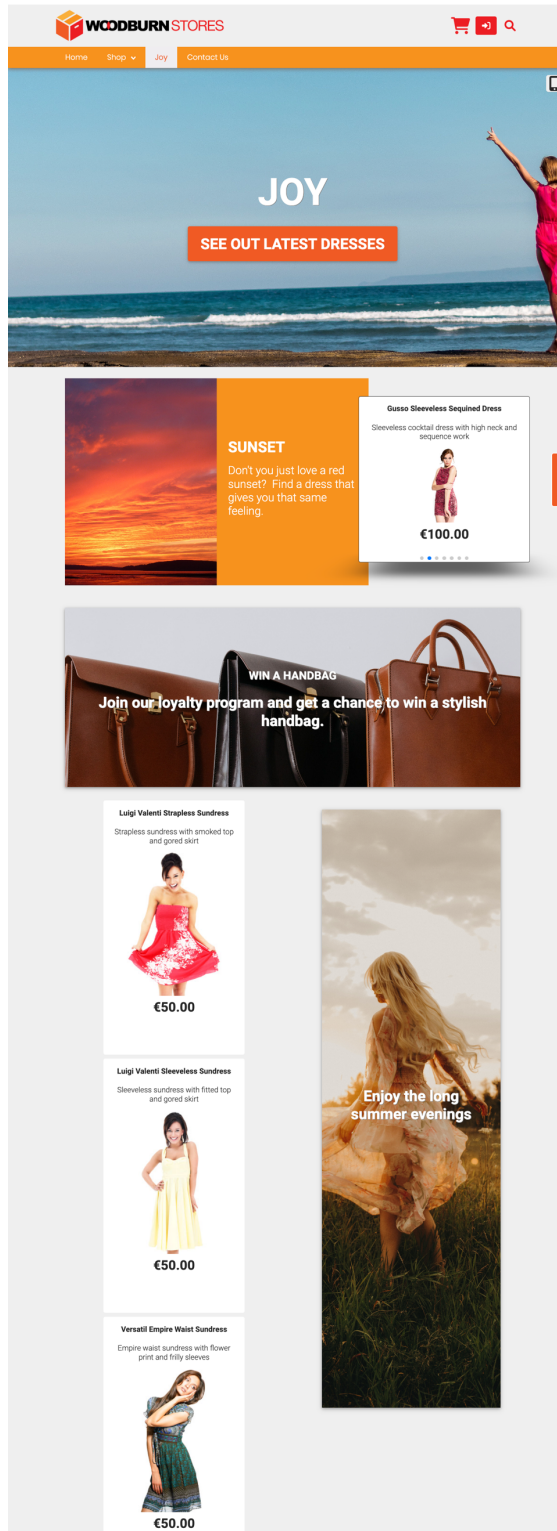 WOODBURN STORES
Home Shop Joy Contact Us
JOY
SEE OUT LATEST DRESSES
SUNSET
Don't you just love a red
sunset? Find a dress that
gives you that same
feeling.
Gusso Sleeveless Sequined Dress
Sleeveless cocktail dress with high neck and
sequence work
€100.00
WIN A HANDBAG
Join our loyalty program and get a chance to win a stylish
handbag.
Luigi Valenti Strapless Sundress
Strapless sundress with smoked top
and gored skirt
€50.00
Luigi Valenti Sleeveless Sundress
Sleeveless sundress with fitted top
and gored skirt
€50.00
Enjoy the long
summer evenings
Versatil Empire Waist Sundress
Empire waist sundress with flower
print and frilly sleeves
€50.00